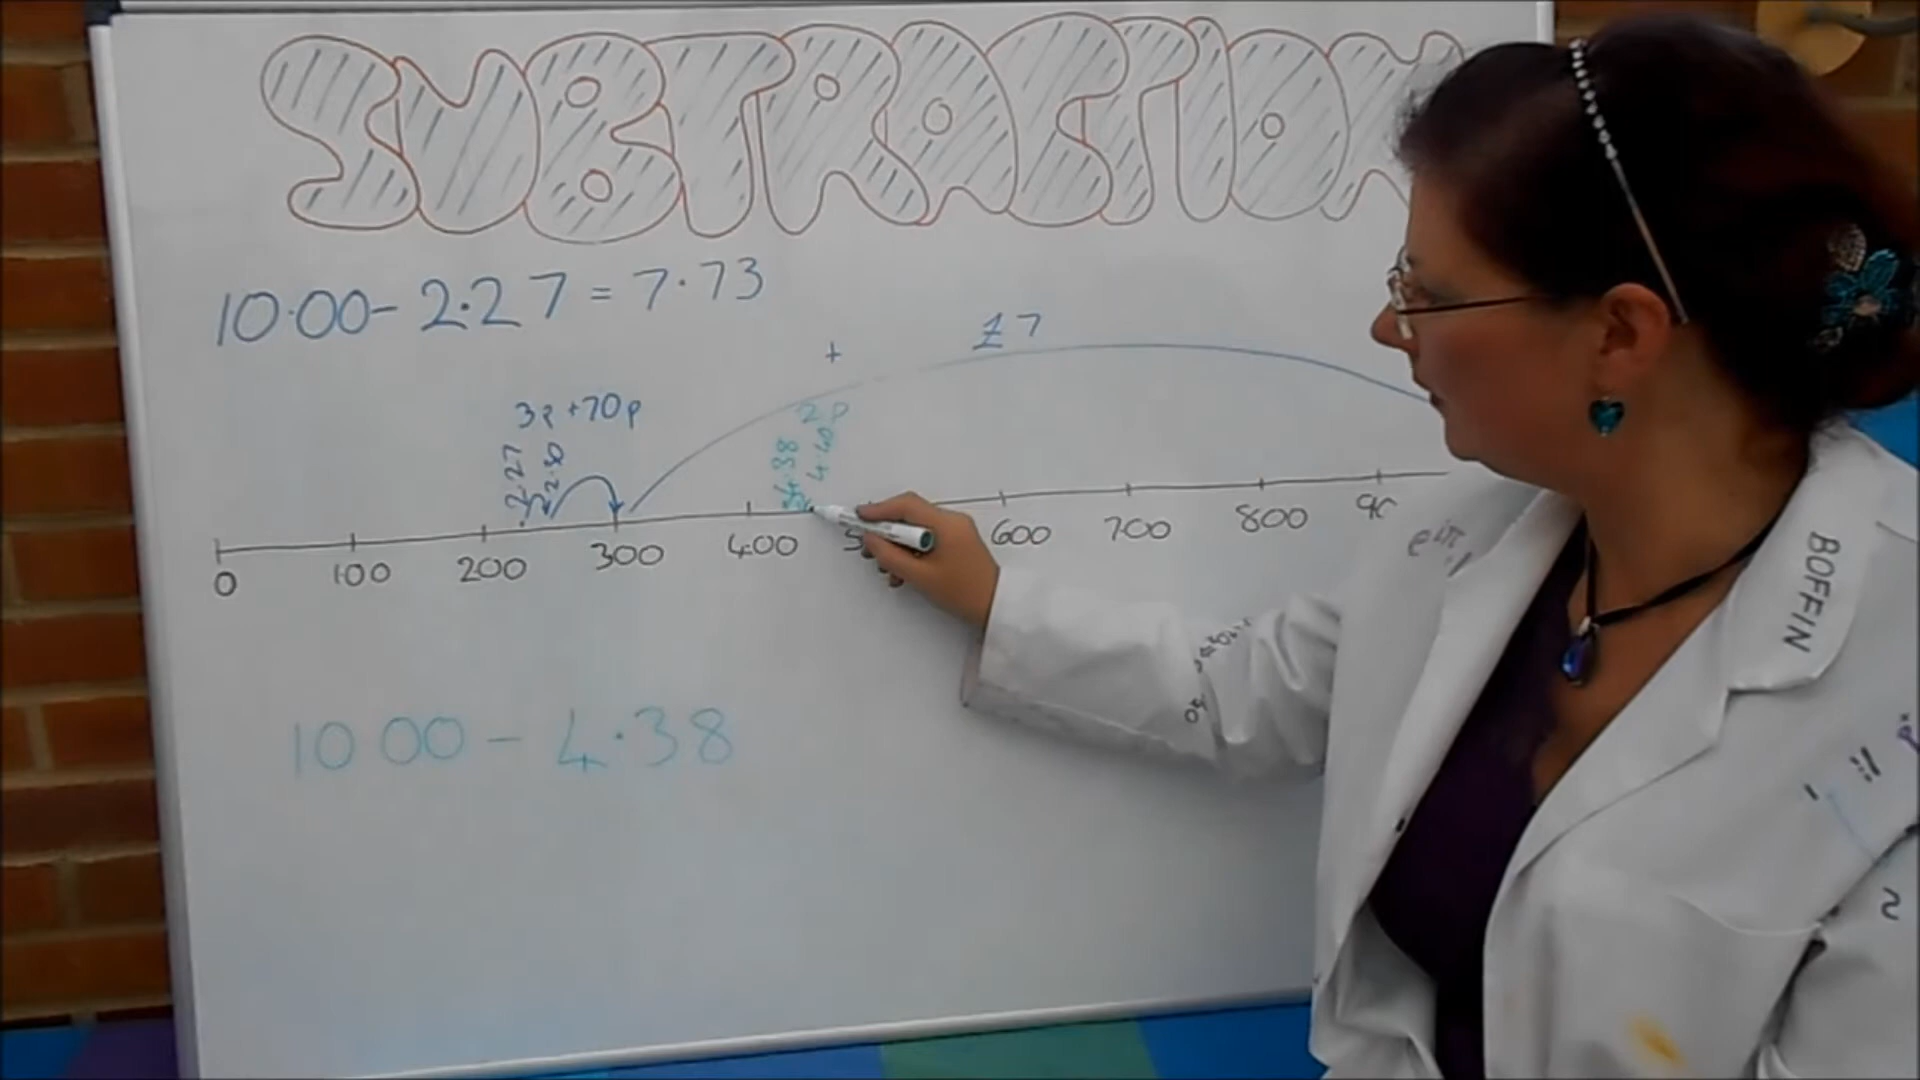 SUBTRACTION
10.00 - 2.27 = 7.73
+ £7
3p + 70p
2p
2.27
2.50
4.38
4.40
0 100 200 300 400 600 700 800
10 00 - 4.38
BOFFIN